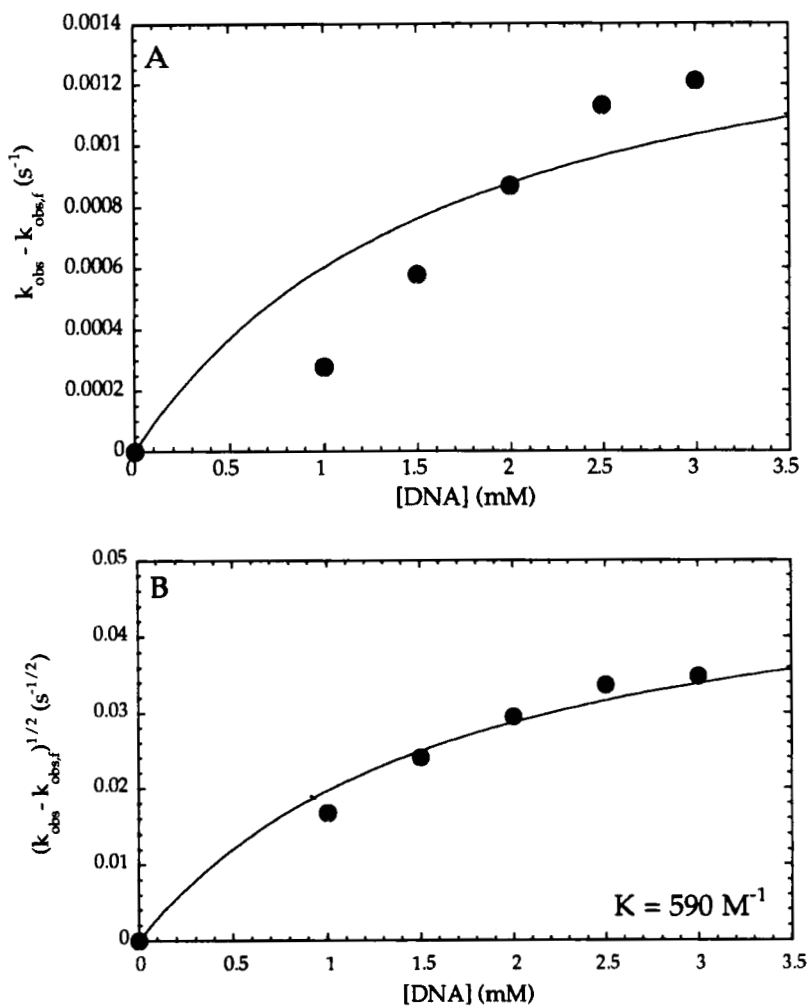 A
k_obs - k_obs,f (s^-1)
0.0014
0.0012
0.001
0.0008
0.0006
0.0004
0.0002
0
0 0.5 1 1.5 2 2.5 3 3.5
[DNA] (mM)
B
(k_obs - k_obs,f)^1/2 (s^-1/2)
0.05
0.04
0.03
0.02
0.01
0
K = 590 M^-1
0 0.5 1 1.5 2 2.5 3 3.5
[DNA] (mM)